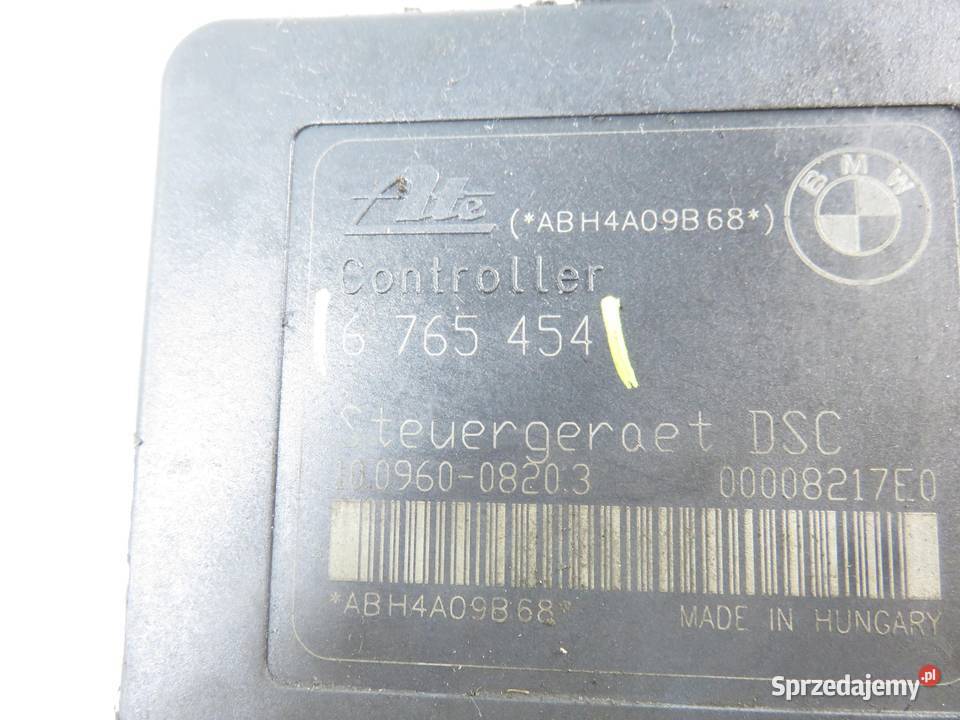 Ate (*ABH4A09B68*)
BMW
Controller
6 765 454
Steuergeraet DSC
10.0960-0820.3 00008217E0
*ABH4A09B68* MADE IN HUNGARY
Sprzedajemy.pl